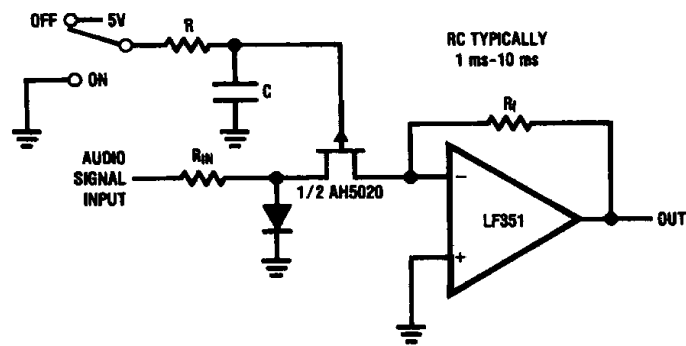 OFF 5V
R
ON
C
RC TYPICALLY
1 ms-10 ms
Rf
AUDIO
SIGNAL
INPUT
RIN
1/2 AH5020
−
LF351
OUT
+